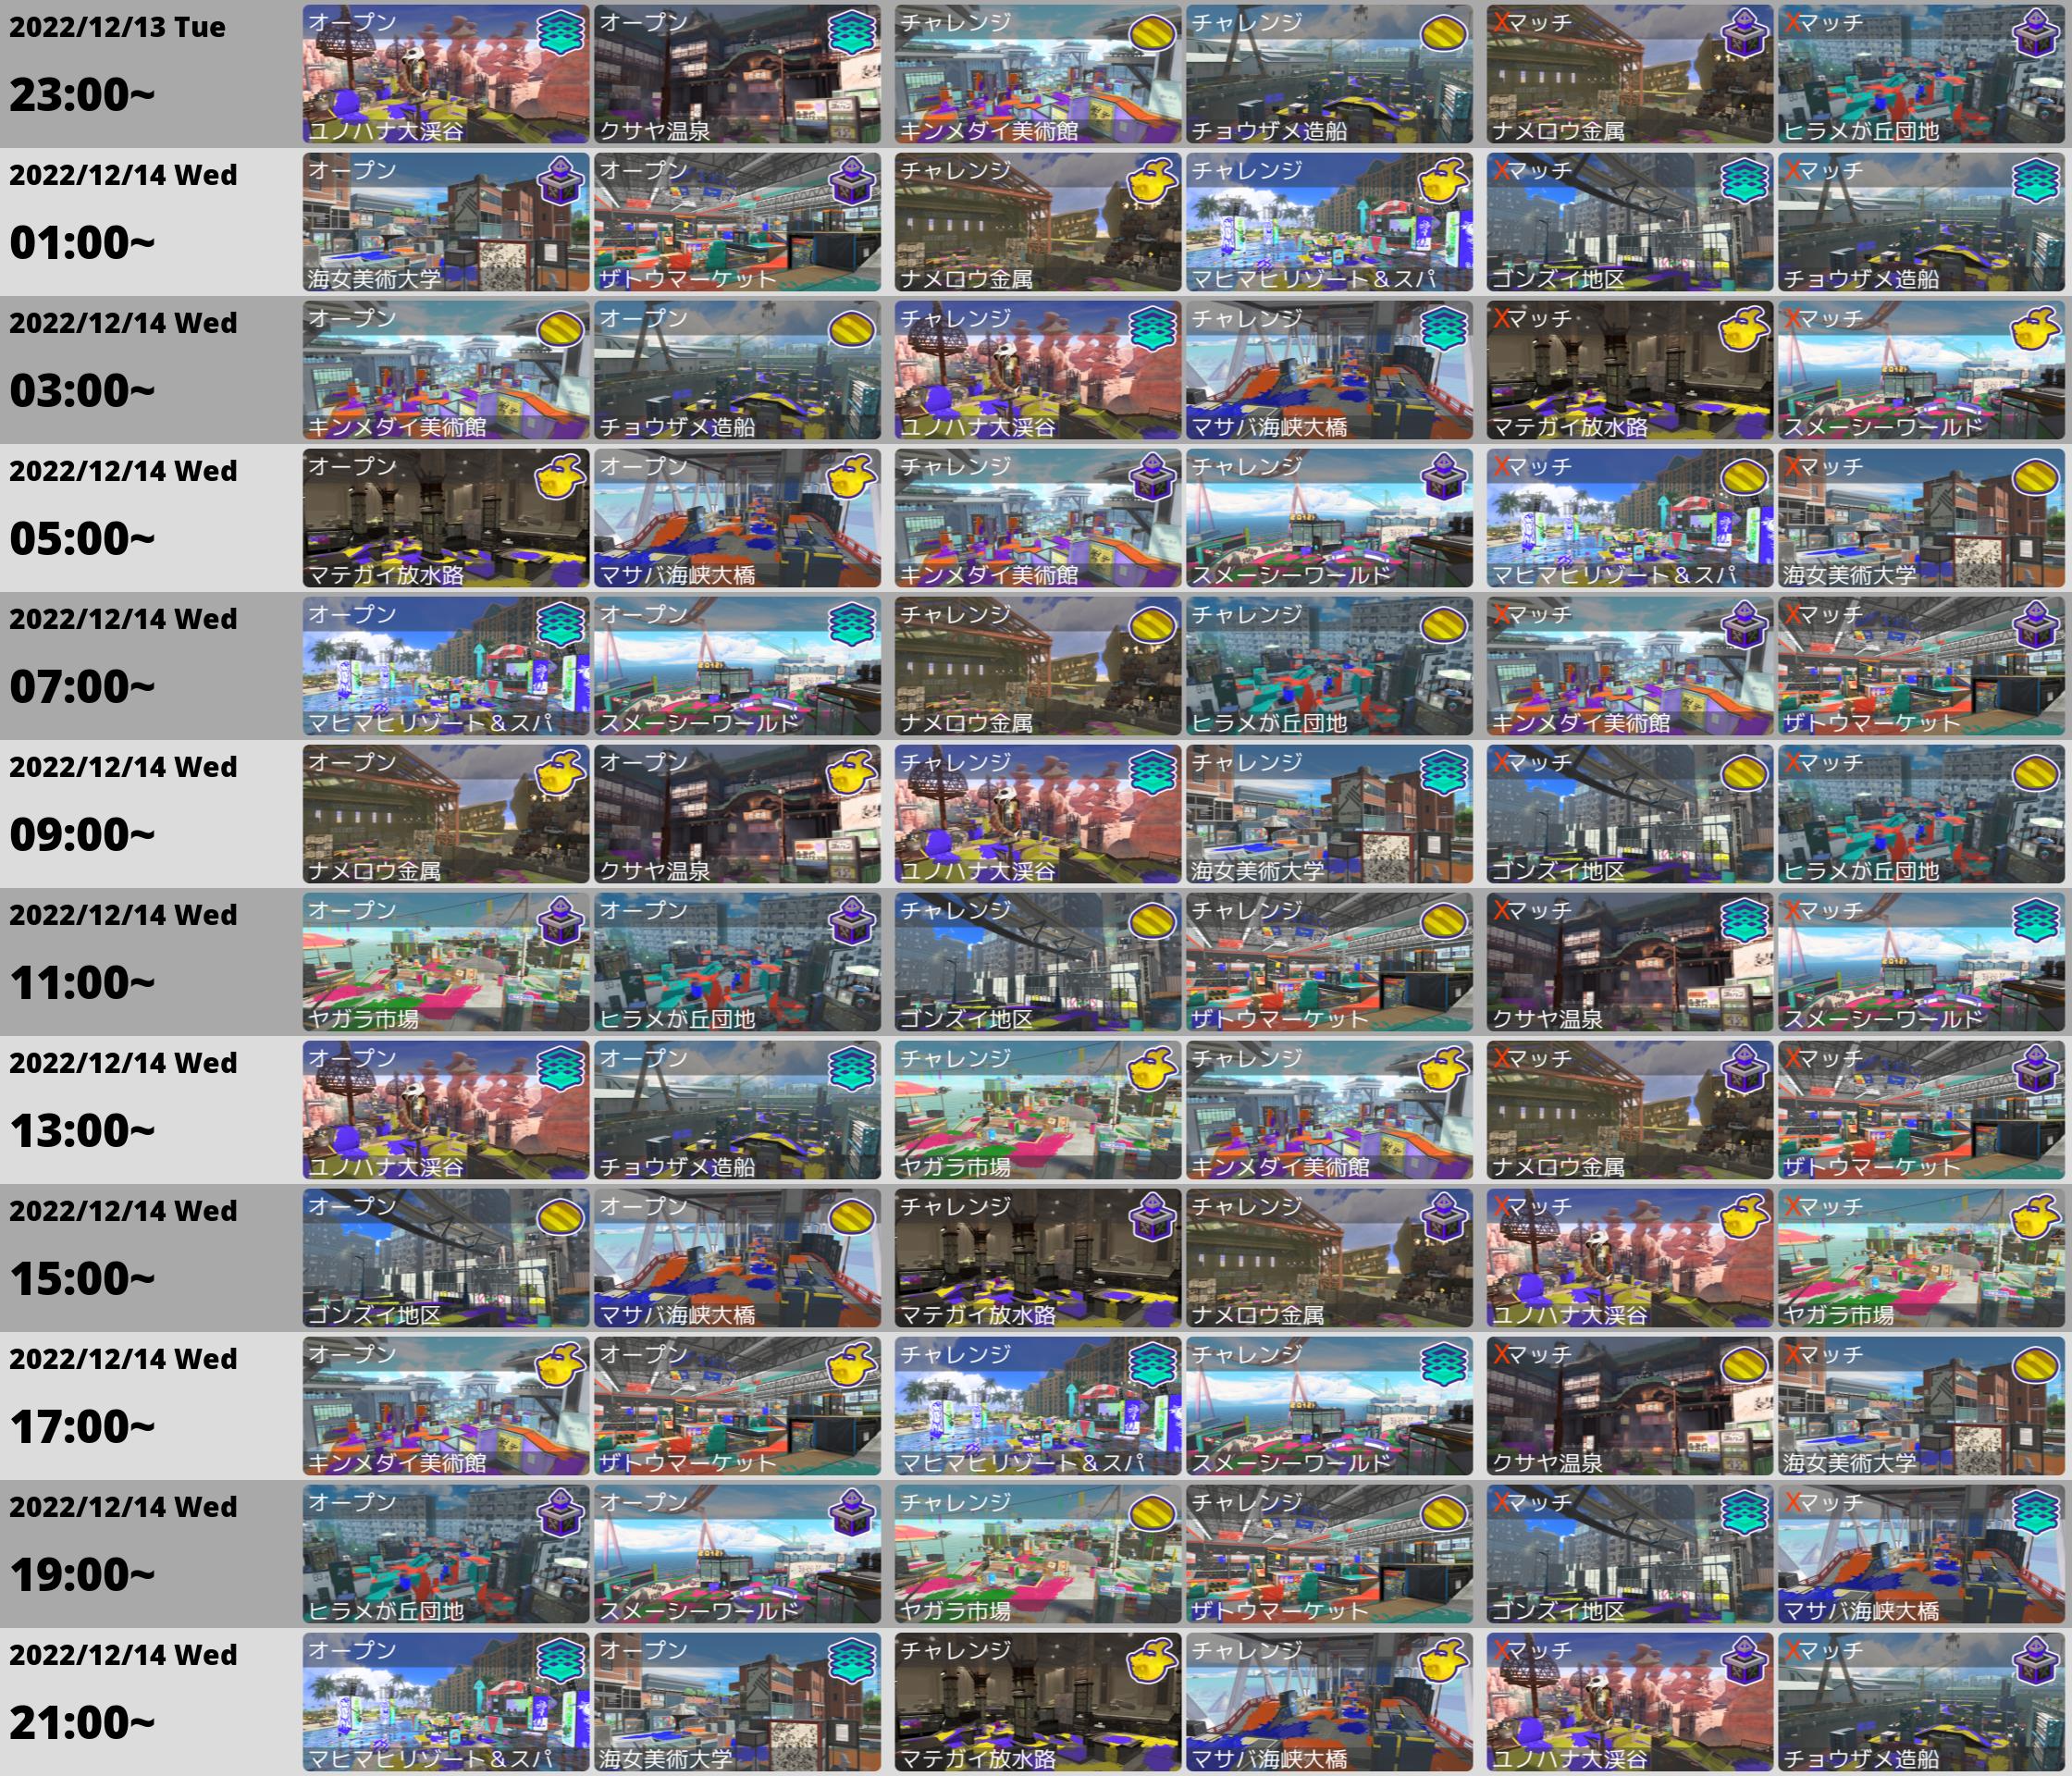 2022/12/13 Tue
23:00~
オープン オープン チャレンジ チャレンジ Xマッチ Xマッチ
ユノハナ大渓谷 クサヤ温泉 キンメダイ美術館 チョウザメ造船 ナメロウ金属 ヒラメが丘団地
2022/12/14 Wed
01:00~
オープン オープン チャレンジ チャレンジ Xマッチ Xマッチ
海女美術大学 ザトウマーケット ナメロウ金属 マヒマヒリゾート＆スパ ゴンズイ地区 チョウザメ造船
2022/12/14 Wed
03:00~
オープン オープン チャレンジ チャレンジ Xマッチ Xマッチ
キンメダイ美術館 チョウザメ造船 ユノハナ大渓谷 マサバ海峡大橋 マテガイ放水路 スメーシーワールド
2022/12/14 Wed
05:00~
オープン オープン チャレンジ チャレンジ Xマッチ Xマッチ
マテガイ放水路 マサバ海峡大橋 キンメダイ美術館 スメーシーワールド マヒマヒリゾート＆スパ 海女美術大学
2022/12/14 Wed
07:00~
オープン オープン チャレンジ チャレンジ Xマッチ Xマッチ
マヒマヒリゾート＆スパ スメーシーワールド ナメロウ金属 ヒラメが丘団地 キンメダイ美術館 ザトウマーケット
2022/12/14 Wed
09:00~
オープン オープン チャレンジ チャレンジ Xマッチ Xマッチ
ナメロウ金属 クサヤ温泉 ユノハナ大渓谷 海女美術大学 ゴンズイ地区 ヒラメが丘団地
2022/12/14 Wed
11:00~
オープン オープン チャレンジ チャレンジ Xマッチ Xマッチ
ヤガラ市場 ヒラメが丘団地 ゴンズイ地区 ザトウマーケット クサヤ温泉 スメーシーワールド
2022/12/14 Wed
13:00~
オープン オープン チャレンジ チャレンジ Xマッチ Xマッチ
ユノハナ大渓谷 チョウザメ造船 ヤガラ市場 キンメダイ美術館 ナメロウ金属 ザトウマーケット
2022/12/14 Wed
15:00~
オープン オープン チャレンジ チャレンジ Xマッチ Xマッチ
ゴンズイ地区 マサバ海峡大橋 マテガイ放水路 ナメロウ金属 ユノハナ大渓谷 ヤガラ市場
2022/12/14 Wed
17:00~
オープン オープン チャレンジ チャレンジ Xマッチ Xマッチ
キンメダイ美術館 ザトウマーケット マヒマヒリゾート＆スパ スメーシーワールド クサヤ温泉 海女美術大学
2022/12/14 Wed
19:00~
オープン オープン チャレンジ チャレンジ Xマッチ Xマッチ
ヒラメが丘団地 スメーシーワールド ヤガラ市場 ザトウマーケット ゴンズイ地区 マサバ海峡大橋
2022/12/14 Wed
21:00~
オープン オープン チャレンジ チャレンジ Xマッチ Xマッチ
マヒマヒリゾート＆スパ 海女美術大学 マテガイ放水路 マサバ海峡大橋 ユノハナ大渓谷 チョウザメ造船